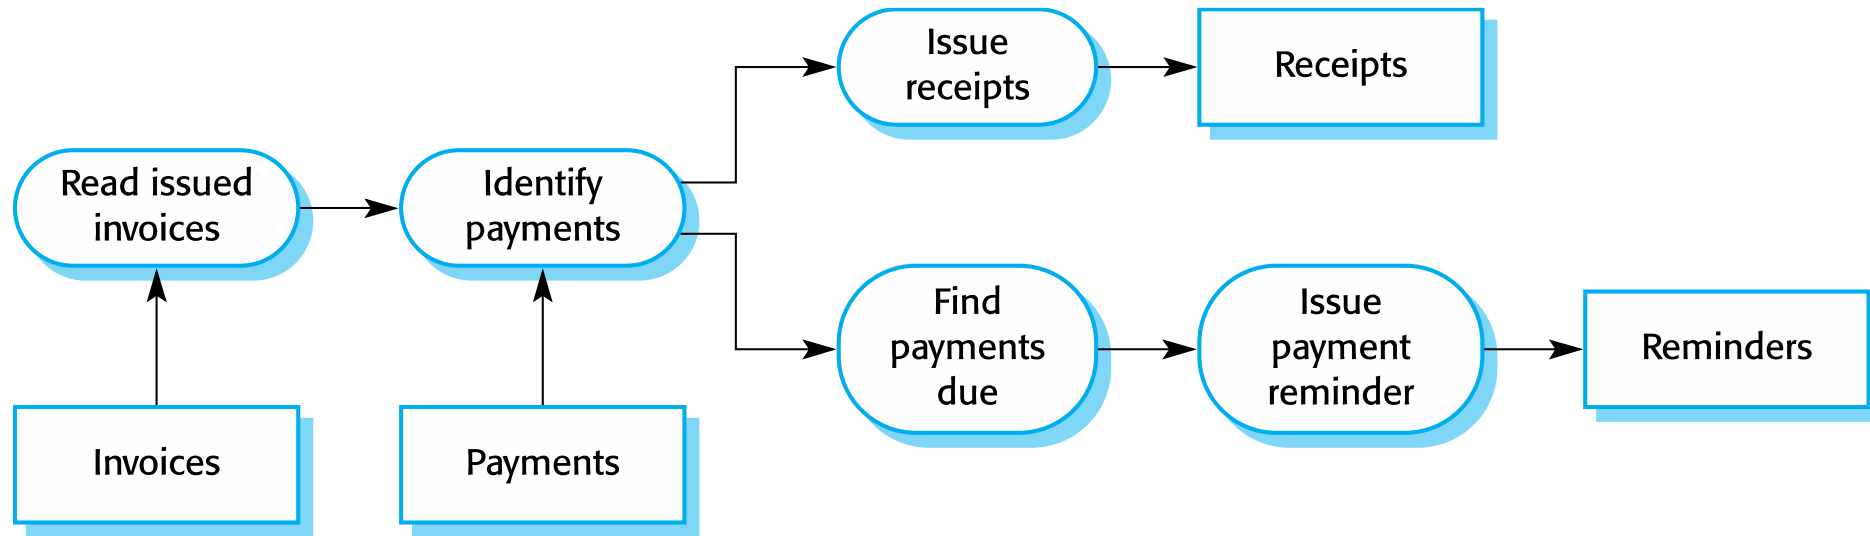 Issue
receipts
Receipts
Read issued
invoices
Identify
payments
Find
payments
due
Issue
payment
reminder
Reminders
Invoices
Payments